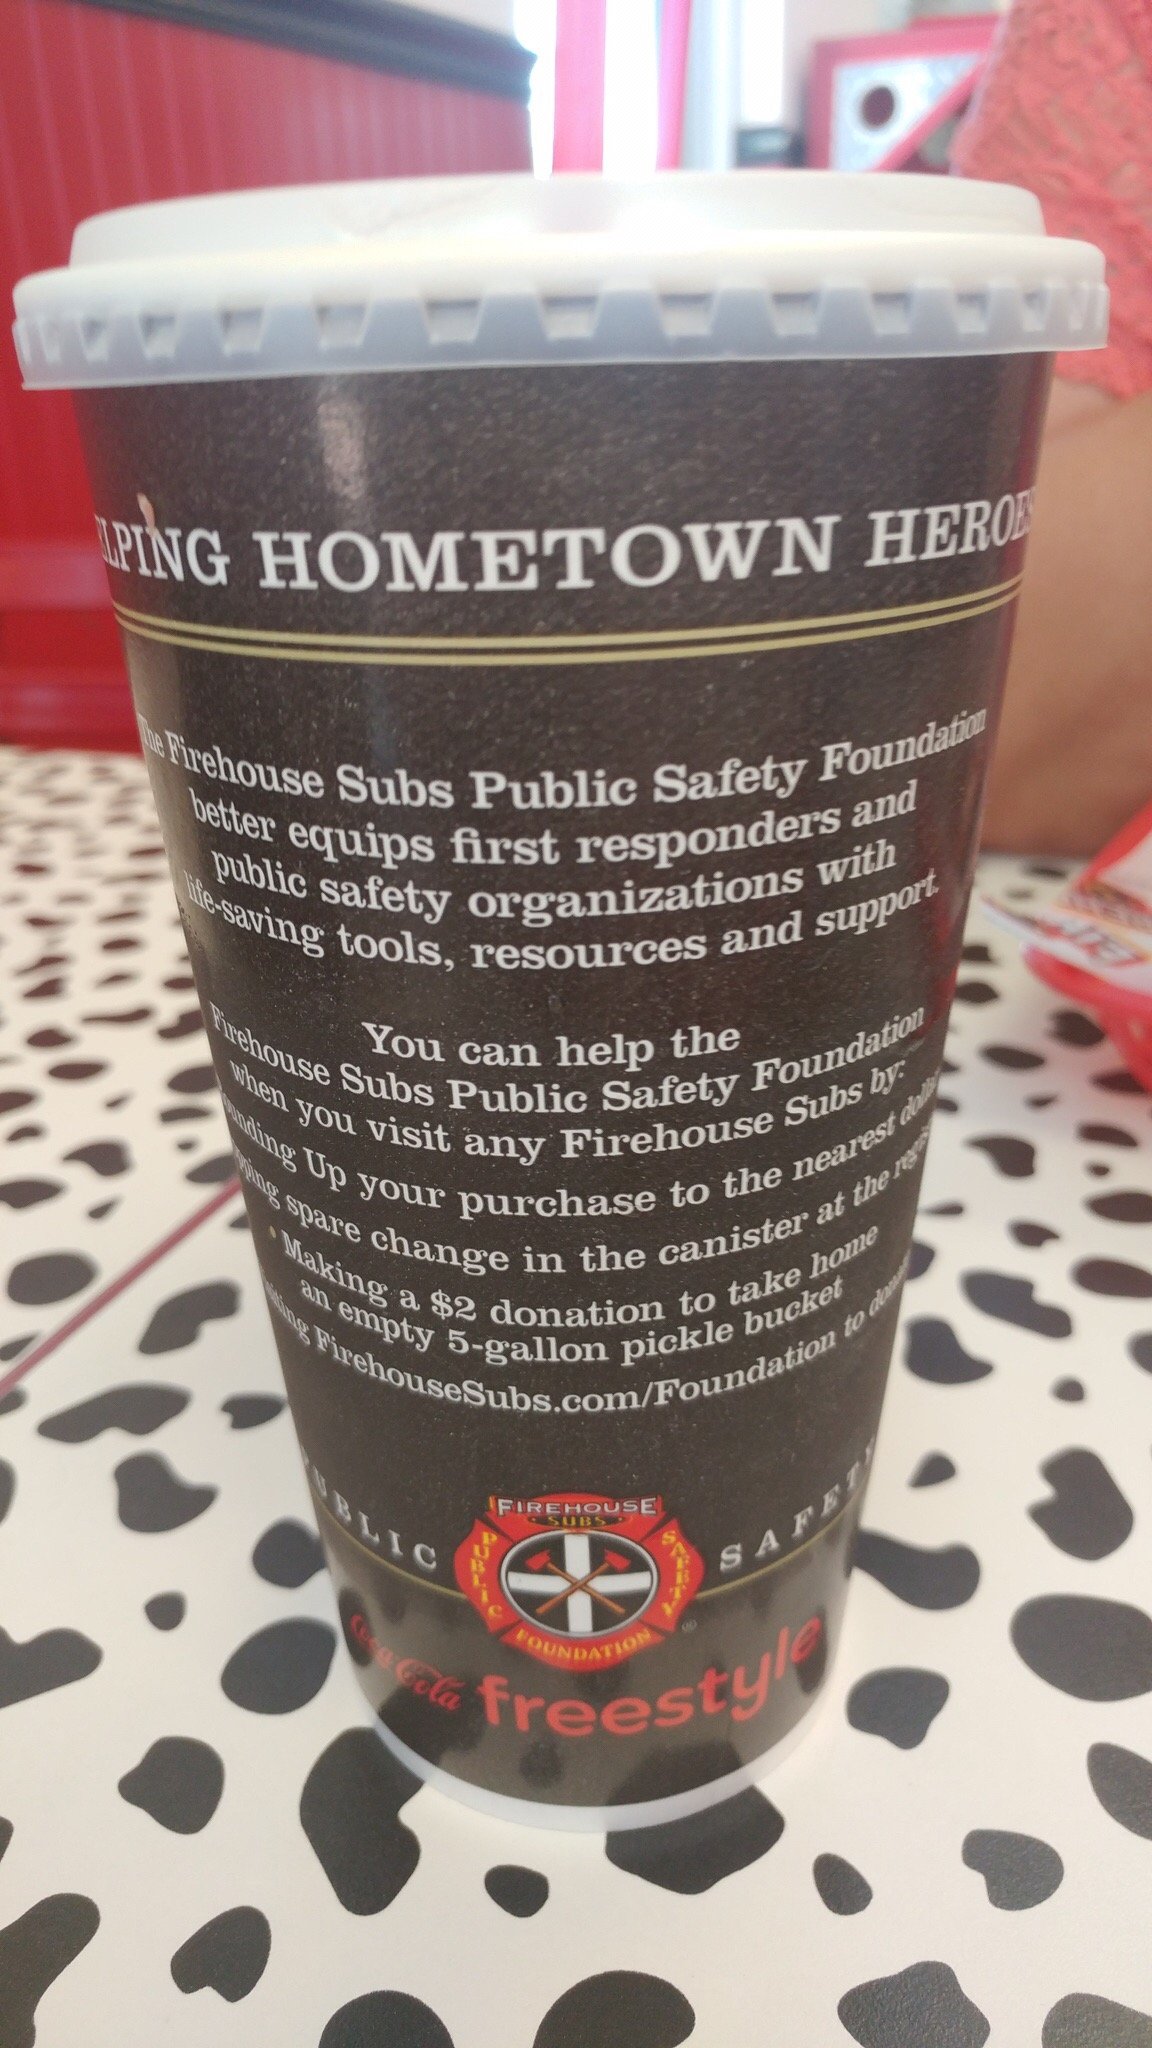 ELPING HOMETOWN HEROES
The Firehouse Subs Public Safety Foundation
better equips first responders and
public safety organizations with
life-saving tools, resources and support.
You can help the
Firehouse Subs Public Safety Foundation
when you visit any Firehouse Subs by:
Up your purchase to the nearest
spare change in the canister at the
• Making a $2 donation to take home
an empty 5-gallon pickle bucket
FirehouseSubs.com/Foundation to
PUBLIC SAFETY
FIREHOUSE
SUBS
PUBLIC SAFETY
FOUNDATION
®
Coca-Cola freestyle